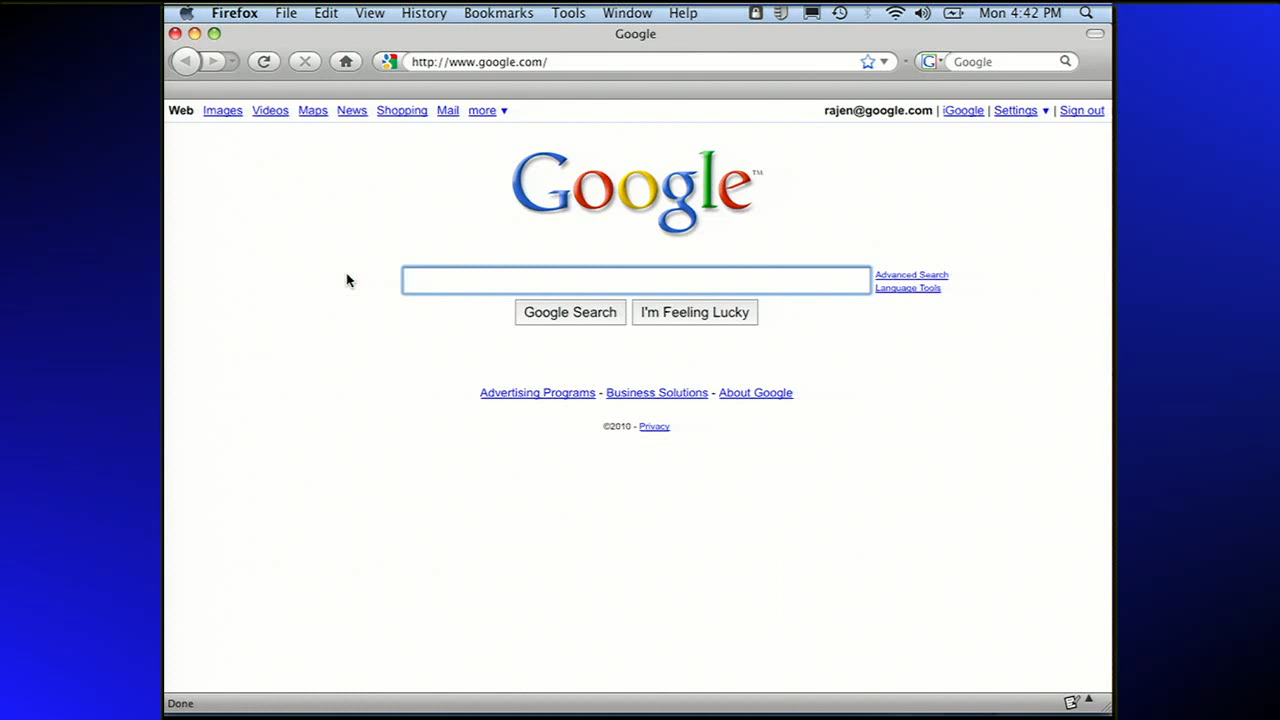 Firefox File Edit View History Bookmarks Tools Window Help Mon 4:42 PM
Google
http://www.google.com/ Google
Web Images Videos Maps News Shopping Mail more ▼ rajen@google.com | iGoogle | Settings ▼ | Sign out
Google™
Advanced Search
Language Tools
Google Search I'm Feeling Lucky
Advertising Programs - Business Solutions - About Google
©2010 - Privacy
Done